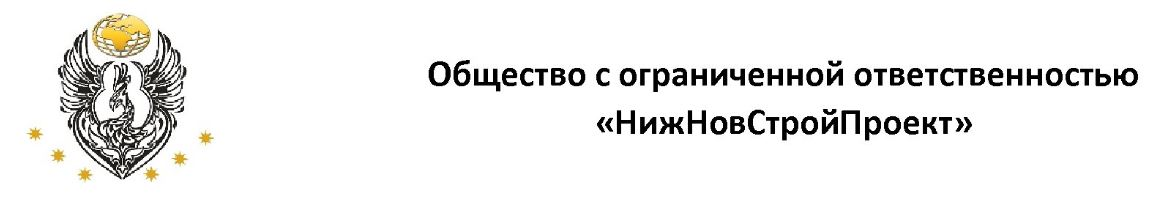 Общество с ограниченной ответственностью
«НижНовСтройПроект»